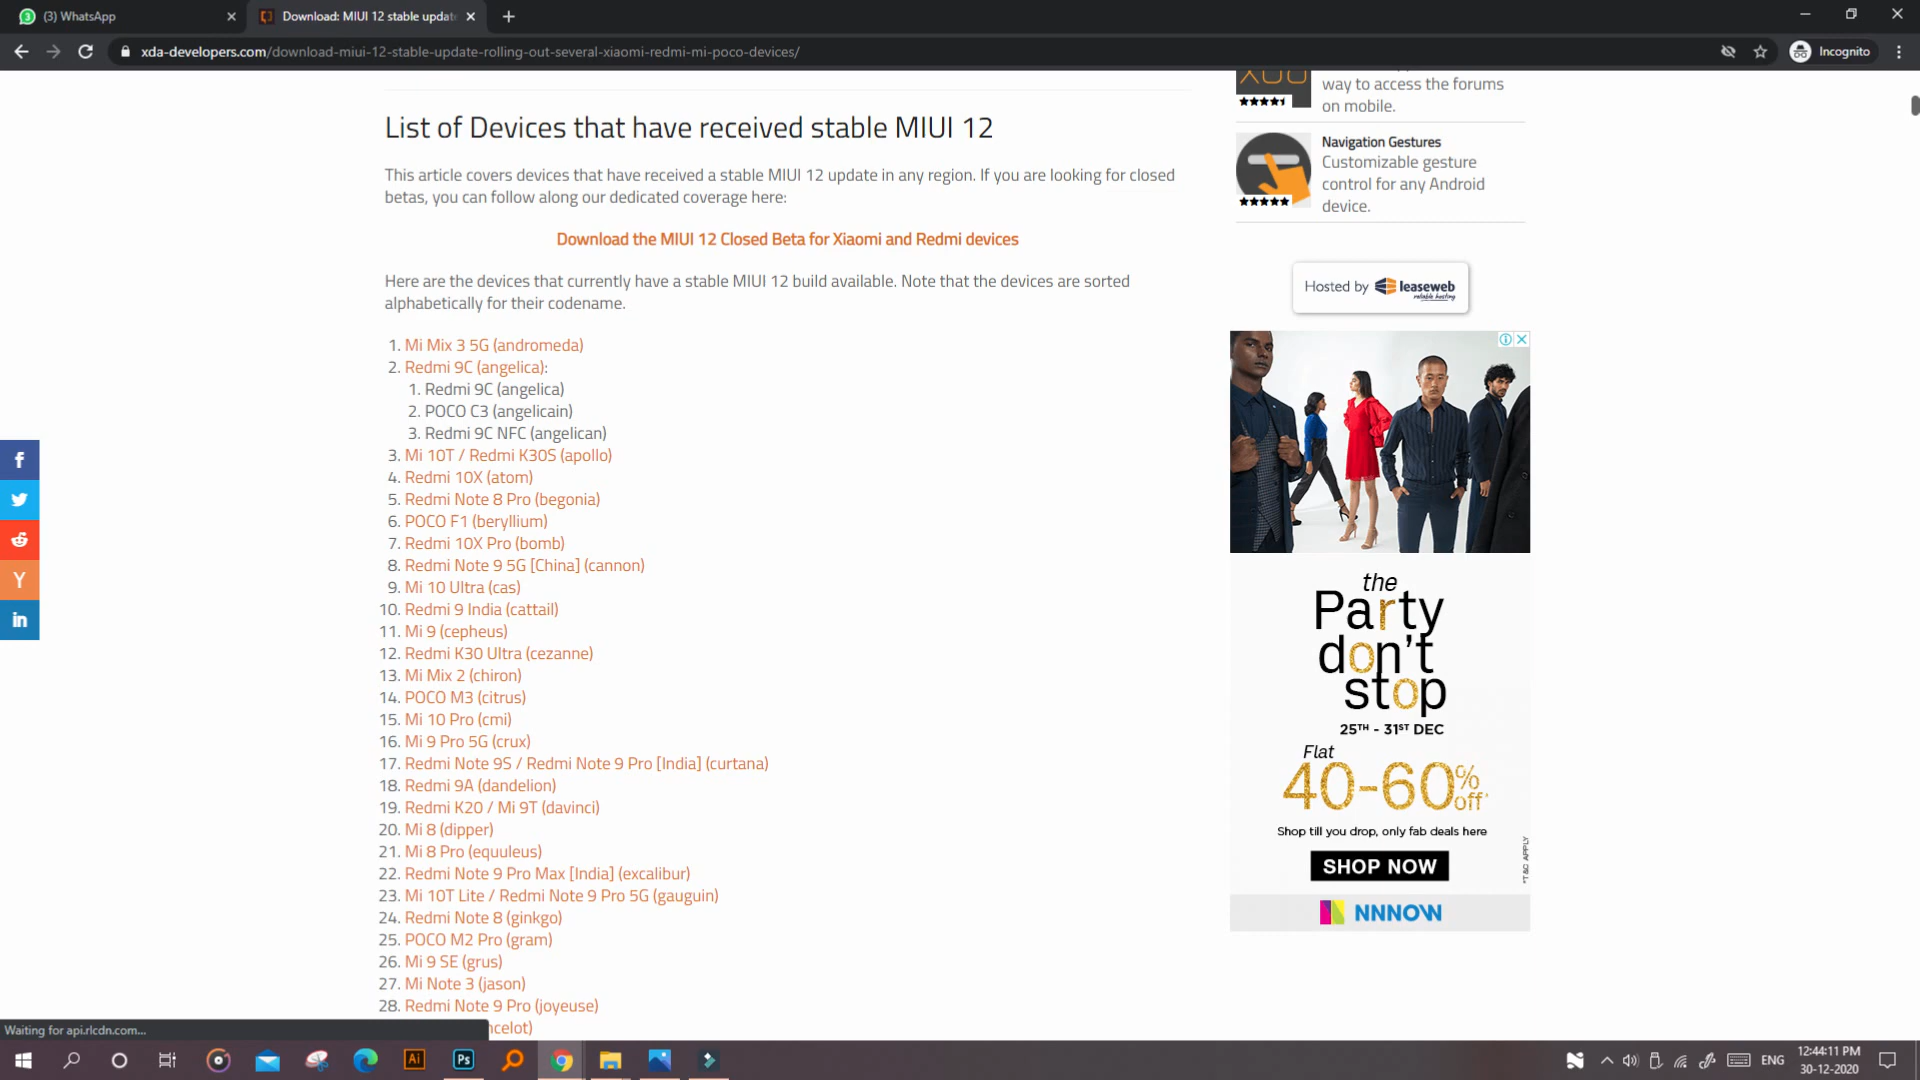 (3) WhatsApp
Download: MIUI 12 stable updat
xda-developers.com/download-miui-12-stable-update-rolling-out-several-xiaomi-redmi-mi-poco-devices/
Incognito
List of Devices that have received stable MIUI 12
This article covers devices that have received a stable MIUI 12 update in any region. If you are looking for closed
betas, you can follow along our dedicated coverage here:
Download the MIUI 12 Closed Beta for Xiaomi and Redmi devices
Here are the devices that currently have a stable MIUI 12 build available. Note that the devices are sorted
alphabetically for their codename.
1. Mi Mix 3 5G (andromeda)
2. Redmi 9C (angelica):
1. Redmi 9C (angelica)
2. POCO C3 (angelicain)
3. Redmi 9C NFC (angelican)
3. Mi 10T / Redmi K30S (apollo)
4. Redmi 10X (atom)
5. Redmi Note 8 Pro (begonia)
6. POCO F1 (beryllium)
7. Redmi 10X Pro (bomb)
8. Redmi Note 9 5G [China] (cannon)
9. Mi 10 Ultra (cas)
10. Redmi 9 India (cattail)
11. Mi 9 (cepheus)
12. Redmi K30 Ultra (cezanne)
13. Mi Mix 2 (chiron)
14. POCO M3 (citrus)
15. Mi 10 Pro (cmi)
16. Mi 9 Pro 5G (crux)
17. Redmi Note 9S / Redmi Note 9 Pro [India] (curtana)
18. Redmi 9A (dandelion)
19. Redmi K20 / Mi 9T (davinci)
20. Mi 8 (dipper)
21. Mi 8 Pro (equuleus)
22. Redmi Note 9 Pro Max [India] (excalibur)
23. Mi 10T Lite / Redmi Note 9 Pro 5G (gauguin)
24. Redmi Note 8 (ginkgo)
25. POCO M2 Pro (gram)
26. Mi 9 SE (grus)
27. Mi Note 3 (jason)
28. Redmi Note 9 Pro (joyeuse)
ncelot)
way to access the forums
on mobile.
Navigation Gestures
Customizable gesture
control for any Android
device.
Hosted by leaseweb
reliable hosting
the
Party
don't
stop
25TH - 31ST DEC
Flat
40-60% off*
Shop till you drop, only fab deals here
SHOP NOW
*T&C APPLY
NNNOW
f
Y
in
Waiting for api.rlcdn.com...
Ai
Ps
ENG
12:44:11 PM
30-12-2020